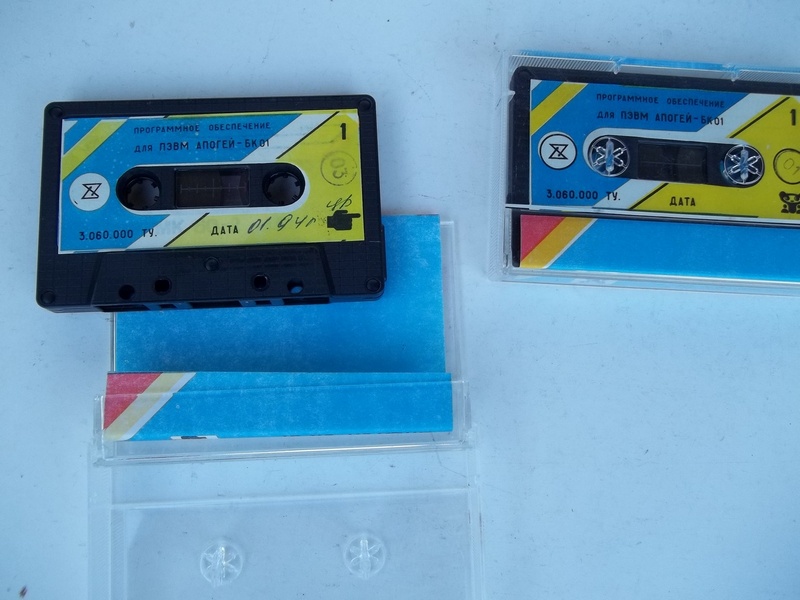 ПРОГРАММНОЕ ОБЕСПЕЧЕНИЕ
ДЛЯ ПЭВМ АПОГЕЙ-БК01
1
03
3.060.000 ТУ.
ДАТА 01.94г
ПРОГРАММНОЕ ОБЕСПЕЧЕНИЕ
ДЛЯ ПЭВМ АПОГЕЙ-БК01
1
3.060.000 ТУ.
ДАТА